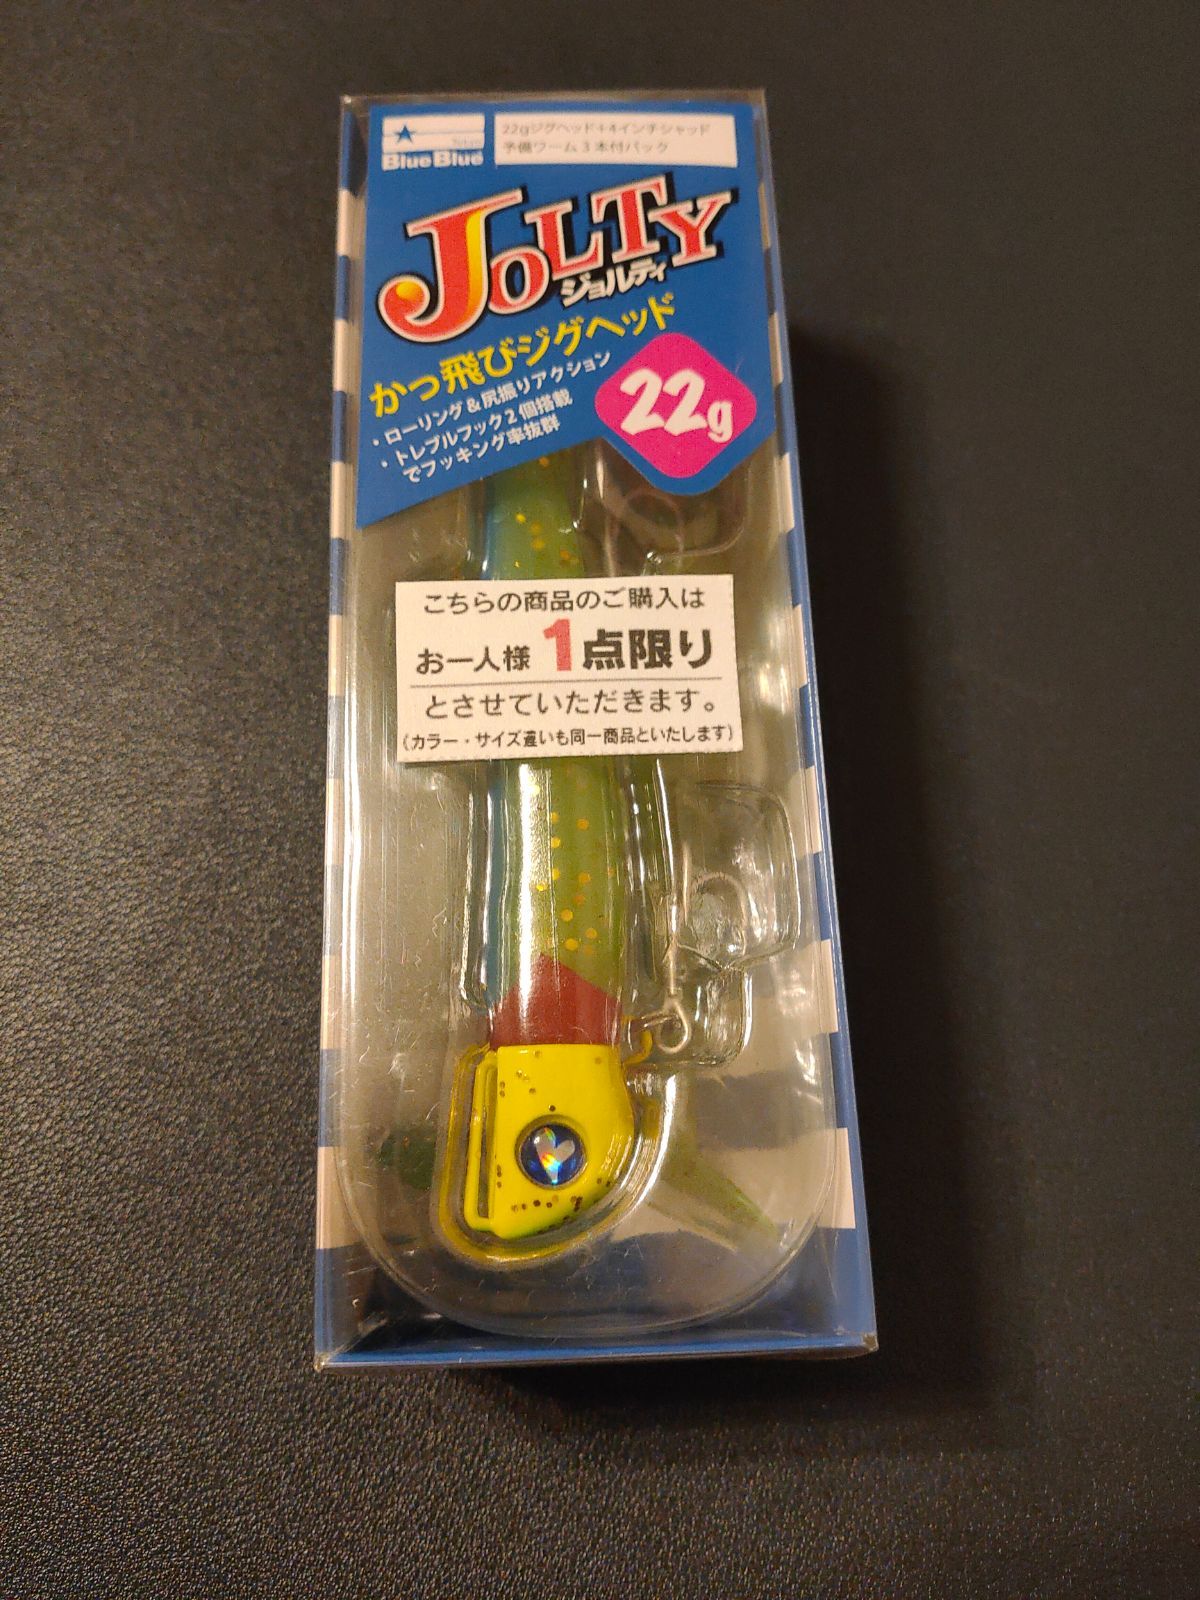 Tokyo
BlueBlue
22gジグヘッド+4インチシャッド
予備ワーム3本付パック
JOLTY
ジョルティ
かっ飛びジグヘッド
・ローリング&尻振りアクション
・トレブルフック2個搭載
でフッキング率抜群
22g
こちらの商品のご購入は
お一人様 1点限り
とさせていただきます。
(カラー・サイズ違いも同一商品といたします)